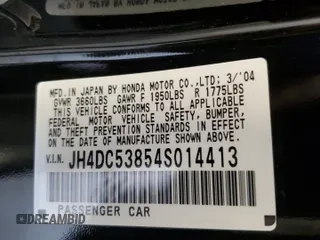 MFD. IN JAPAN BY HONDA MOTOR CO.,LTD; 3/'04
GVWR 3660LBS GAWR F 1950LBS R 1775LBS
THIS VEHICLE CONFORMS TO ALL APPLICABLE
FEDERAL MOTOR VEHICLE SAFETY, BUMPER,
AND THEFT PREVENTION STANDARDS IN EFFECT
ON THE DATE OF MANUFACTURE SHOWN ABOVE.
V.I.N. JH4DC53854S014413
PASSENGER CAR
DREAMBID